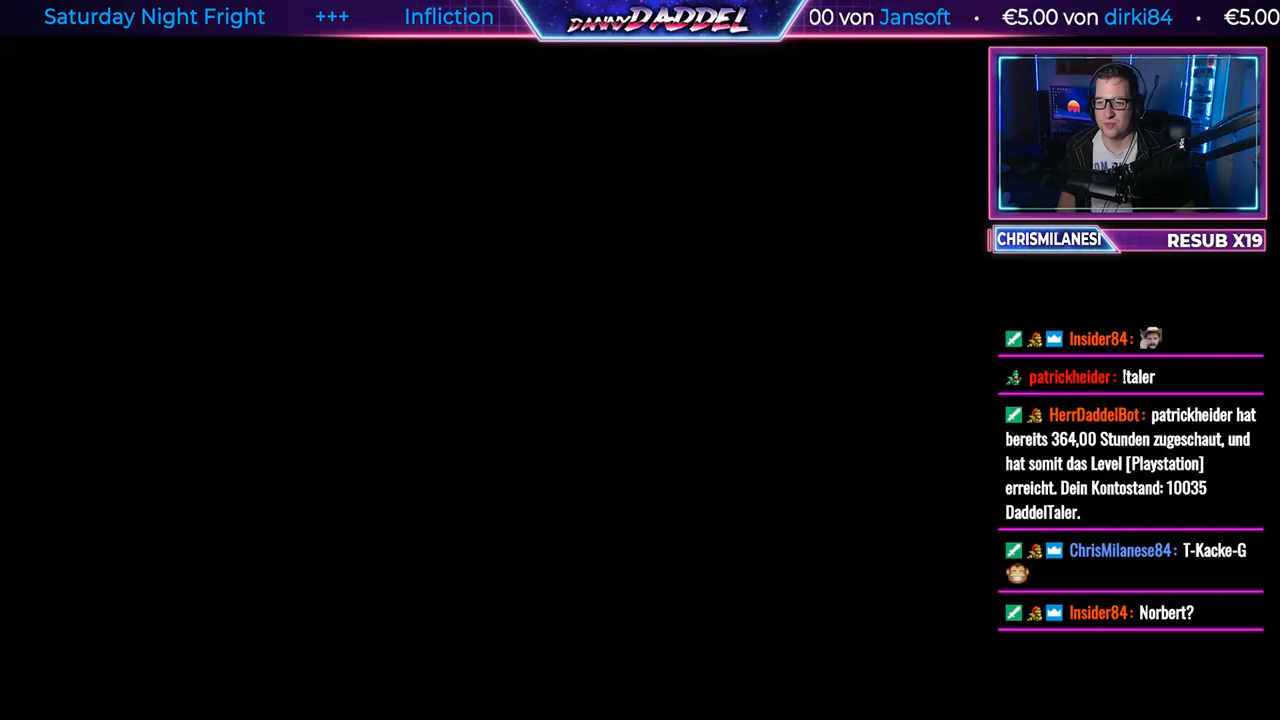 Saturday Night Fright +++ Infliction
DANNYDADDEL
00 von Jansoft • €5.00 von dirki84 • €5.00
CHRISMILANESI
RESUB X19
Insider84:
patrickheider: !taler
HerrDaddelBot: patrickheider hat
bereits 364,00 Stunden zugeschaut, und
hat somit das Level [Playstation]
erreicht. Dein Kontostand: 10035
DaddelTaler.
ChrisMilanese84: T-Kacke-G
Insider84: Norbert?